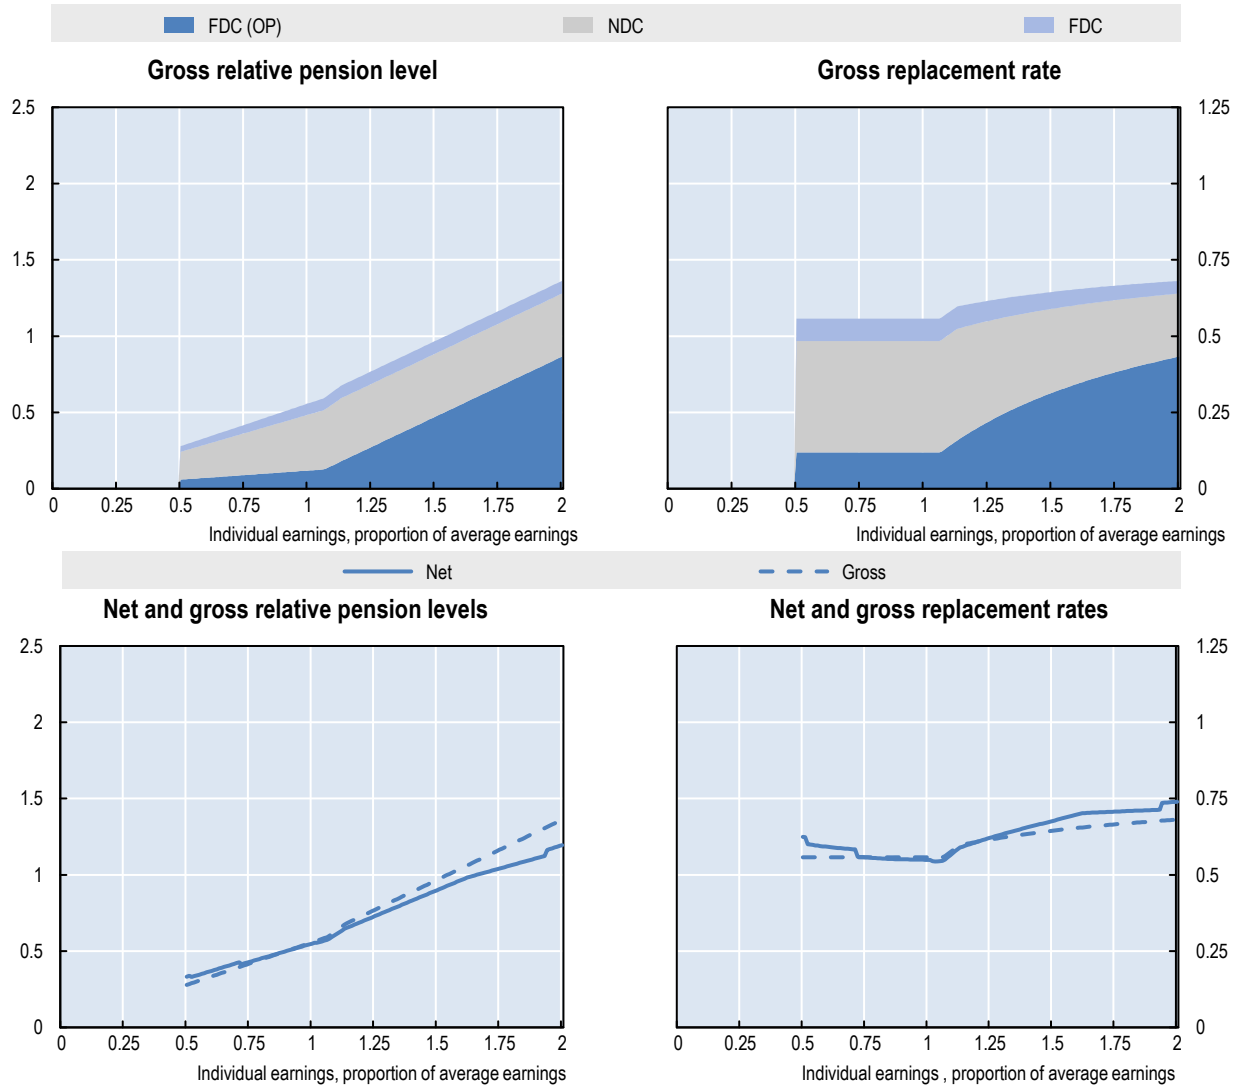 FDC (OP) NDC FDC
Gross relative pension level
2.5
2
1.5
1
0.5
0
0 0.25 0.5 0.75 1 1.25 1.5 1.75 2
Individual earnings, proportion of average earnings
Gross replacement rate
1.25
1
0.75
0.5
0.25
0
0 0.25 0.5 0.75 1 1.25 1.5 1.75 2
Individual earnings, proportion of average earnings
Net Gross
Net and gross relative pension levels
2.5
2
1.5
1
0.5
0
0 0.25 0.5 0.75 1 1.25 1.5 1.75 2
Individual earnings, proportion of average earnings
Net and gross replacement rates
1.25
1
0.75
0.5
0.25
0
0 0.25 0.5 0.75 1 1.25 1.5 1.75 2
Individual earnings , proportion of average earnings